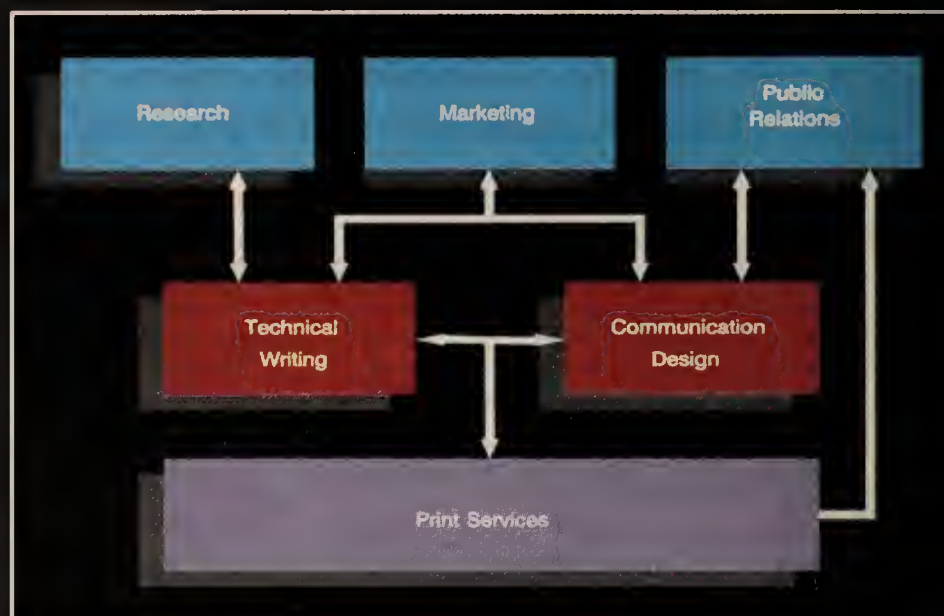 Research
Marketing
Public
Relations
Technical
Writing
Communication
Design
Print Services